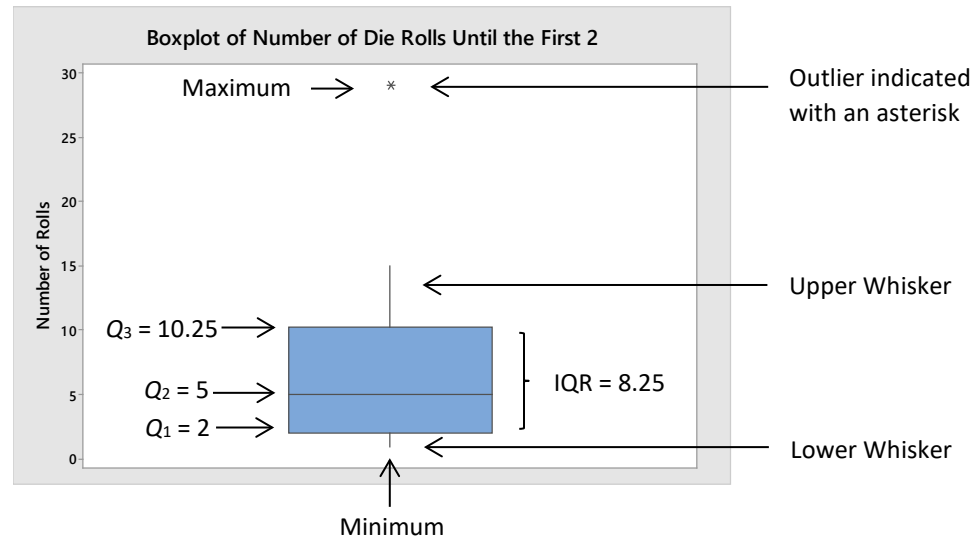 Boxplot of Number of Die Rolls Until the First 2
30
Maximum
*
Outlier indicated
with an asterisk
25
20
Number of Rolls
15
Upper Whisker
Q3 = 10.25
10
IQR = 8.25
Q2 = 5
5
Q1 = 2
Lower Whisker
0
Minimum